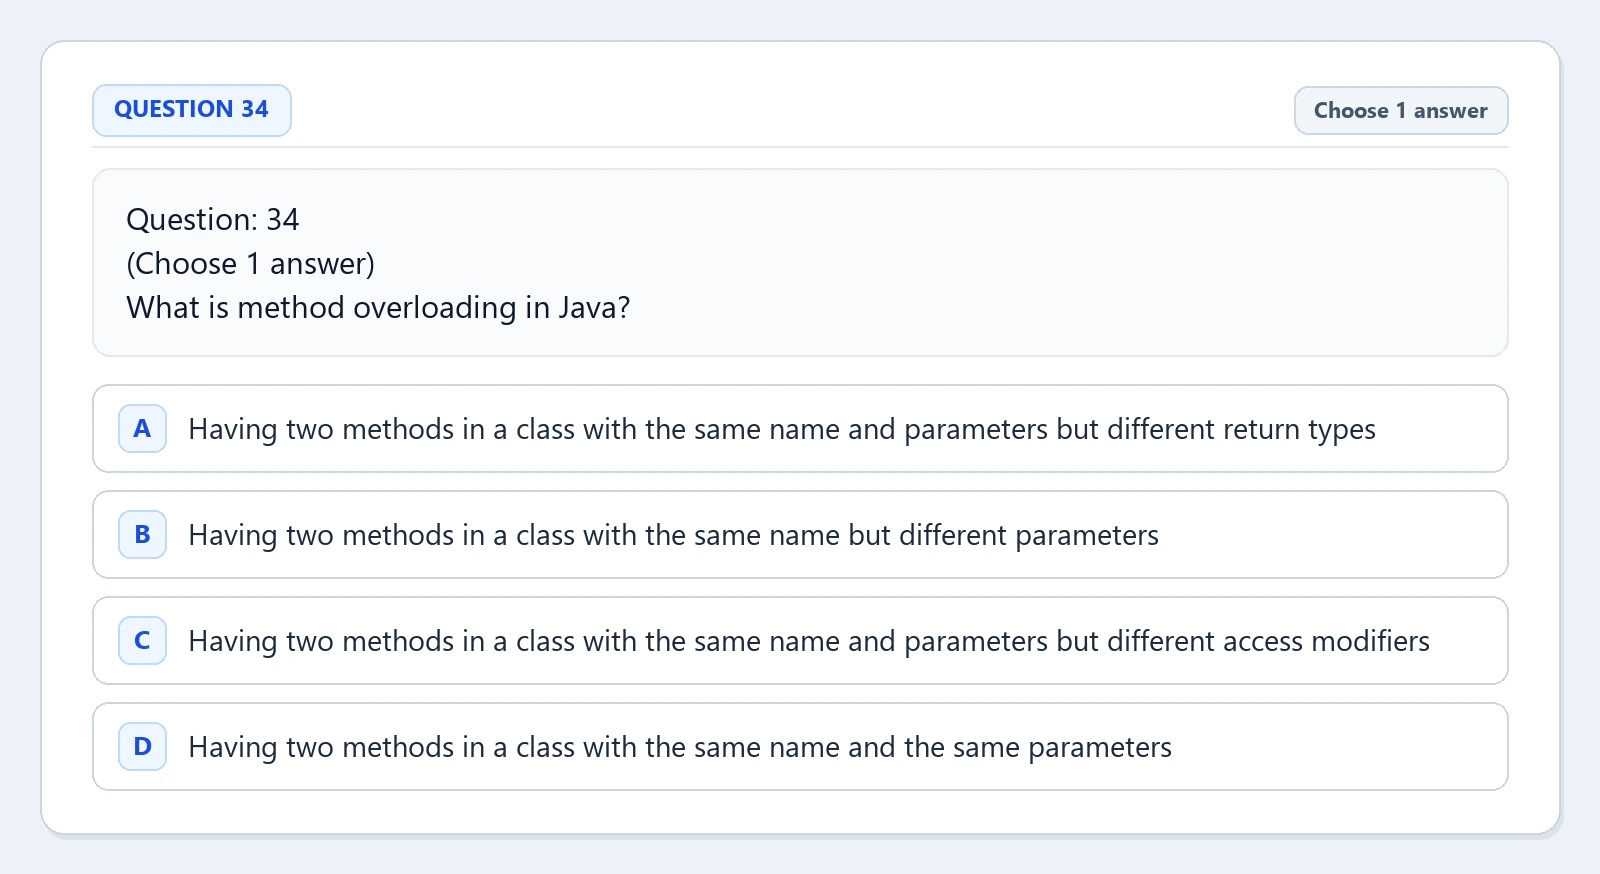 QUESTION 34
Choose 1 answer
Question: 34
(Choose 1 answer)
What is method overloading in Java?
A Having two methods in a class with the same name and parameters but different return types
B Having two methods in a class with the same name but different parameters
C Having two methods in a class with the same name and parameters but different access modifiers
D Having two methods in a class with the same name and the same parameters